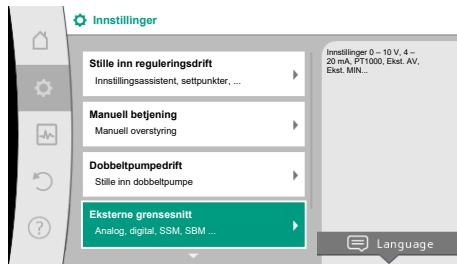 Innstillinger
Stille inn reguleringsdrift
Innstillingsassistent, settpunkter, ...
Manuell betjening
Manuell overstyring
Dobbeltpumpedrift
Stille inn dobbeltpumpe
Eksterne grensesnitt
Analog, digital, SSM, SBM ...
Innstillinger 0 – 10 V, 4 –
20 mA, PT1000, Ekst. AV,
Ekst. MIN...
Language